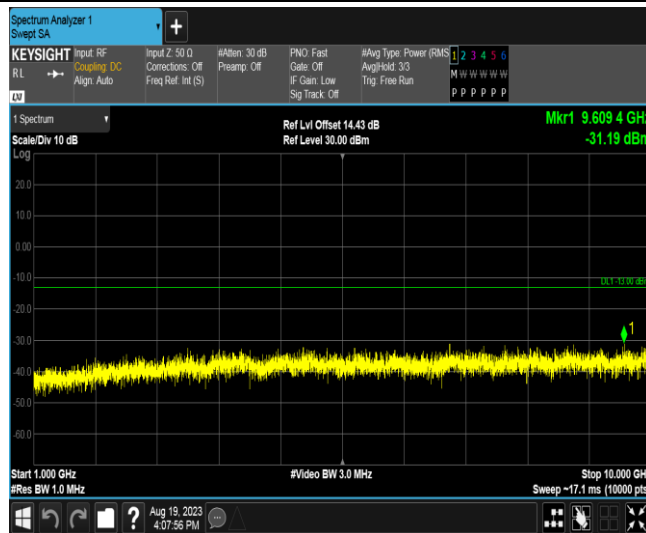 Spectrum Analyzer 1
Swept SA
KEYSIGHT
RL
LXI
Input: RF
Coupling: DC
Align: Auto
Input Z: 50 Ω
Corrections: Off
Freq Ref: Int (S)
#Atten: 30 dB
Preamp: Off
PNO: Fast
Gate: Off
IF Gain: Low
Sig Track: Off
#Avg Type: Power (RMS
Avg|Hold: 3/3
Trig: Free Run
1 2 3 4 5 6
M W W W W W
P P P P P P
1 Spectrum
Scale/Div 10 dB
Log
Ref Lvl Offset 14.43 dB
Ref Level 30.00 dBm
Mkr1 9.609 4 GHz
-31.19 dBm
20.0
10.0
0.00
-10.0
DL1 -13.00 dBm
-20.0
-30.0
1
-40.0
-50.0
-60.0
Start 1.000 GHz
#Res BW 1.0 MHz
#Video BW 3.0 MHz
Stop 10.000 GHz
Sweep ~17.1 ms (10000 pts
?
Aug 19, 2023
4:07:56 PM